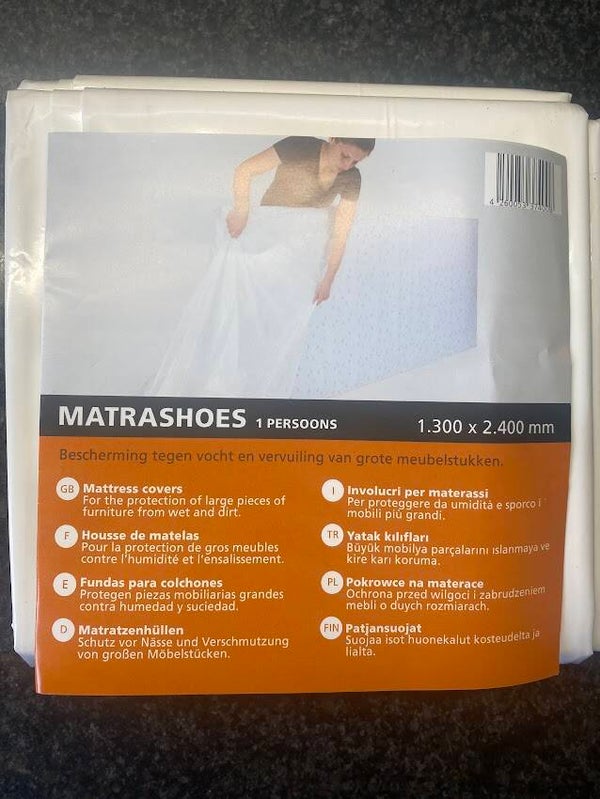 MATRASHOES 1 PERSOONS 1.300 x 2.400 mm
Bescherming tegen vocht en vervuiling van grote meubelstukken.
GB Mattress covers
For the protection of large pieces of
furniture from wet and dirt.
F Housse de matelas
Pour la protection de gros meubles
contre l'humidité et l'ensalissement.
E Fundas para colchones
Protegen piezas mobiliarias grandes
contra humedad y suciedad.
D Matratzenhüllen
Schutz vor Nässe und Verschmutzung
von großen Möbelstücken.
I Involucri per materassi
Per proteggere da umidità e sporco i
mobili più grandi.
TR Yatak kılıfları
Büyük mobilya parçalarını ıslanmaya ve
kire karı koruma.
PL Pokrowce na materace
Ochrona przed wilgoci i zabrudzeniem
mebli o duych rozmiarach.
FIN Patjansuojat
Suojaa isot huonekalut kosteudelta ja
lialta.